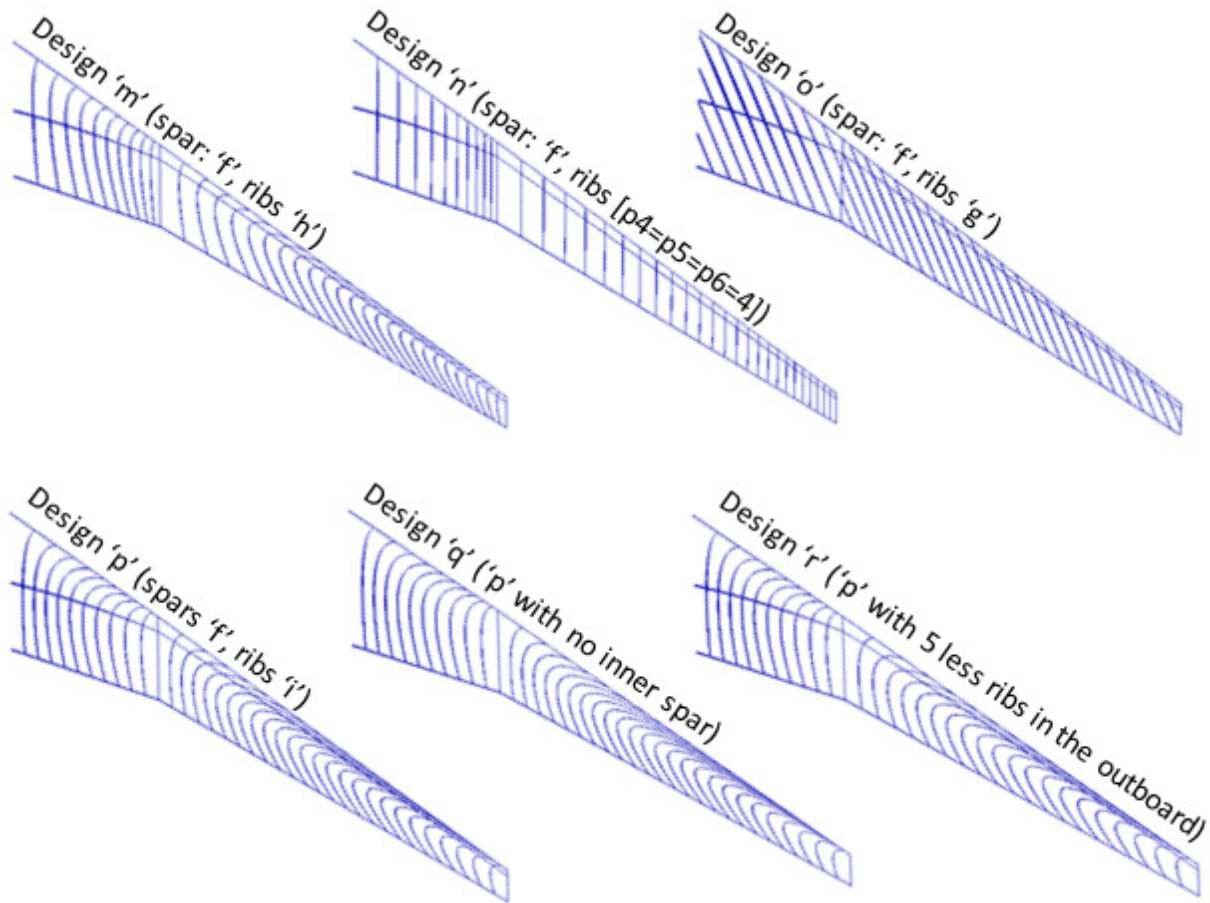 Design ‘m’ (spar: ‘f’, ribs ‘h’)
Design ‘n’ (spar: ‘f’, ribs [p4=p5=p6=4])
Design ‘o’ (spar: ‘f’, ribs ‘g’)
Design ‘p’ (spars ‘f’, ribs ‘i’)
Design ‘q’ (‘p’ with no inner spar)
Design ‘r’ (‘p’ with 5 less ribs in the outboard)